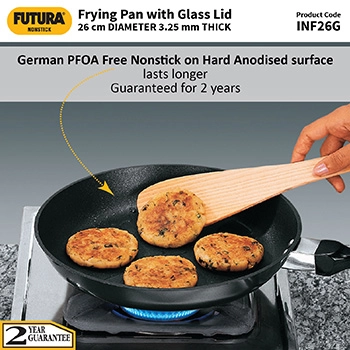 FUTURA
NONSTICK
Frying Pan with Glass Lid
26 cm DIAMETER 3.25 mm THICK
Product Code
INF26G
German PFOA Free Nonstick on Hard Anodised surface
lasts longer
Guaranteed for 2 years
2 YEAR
GUARANTEE